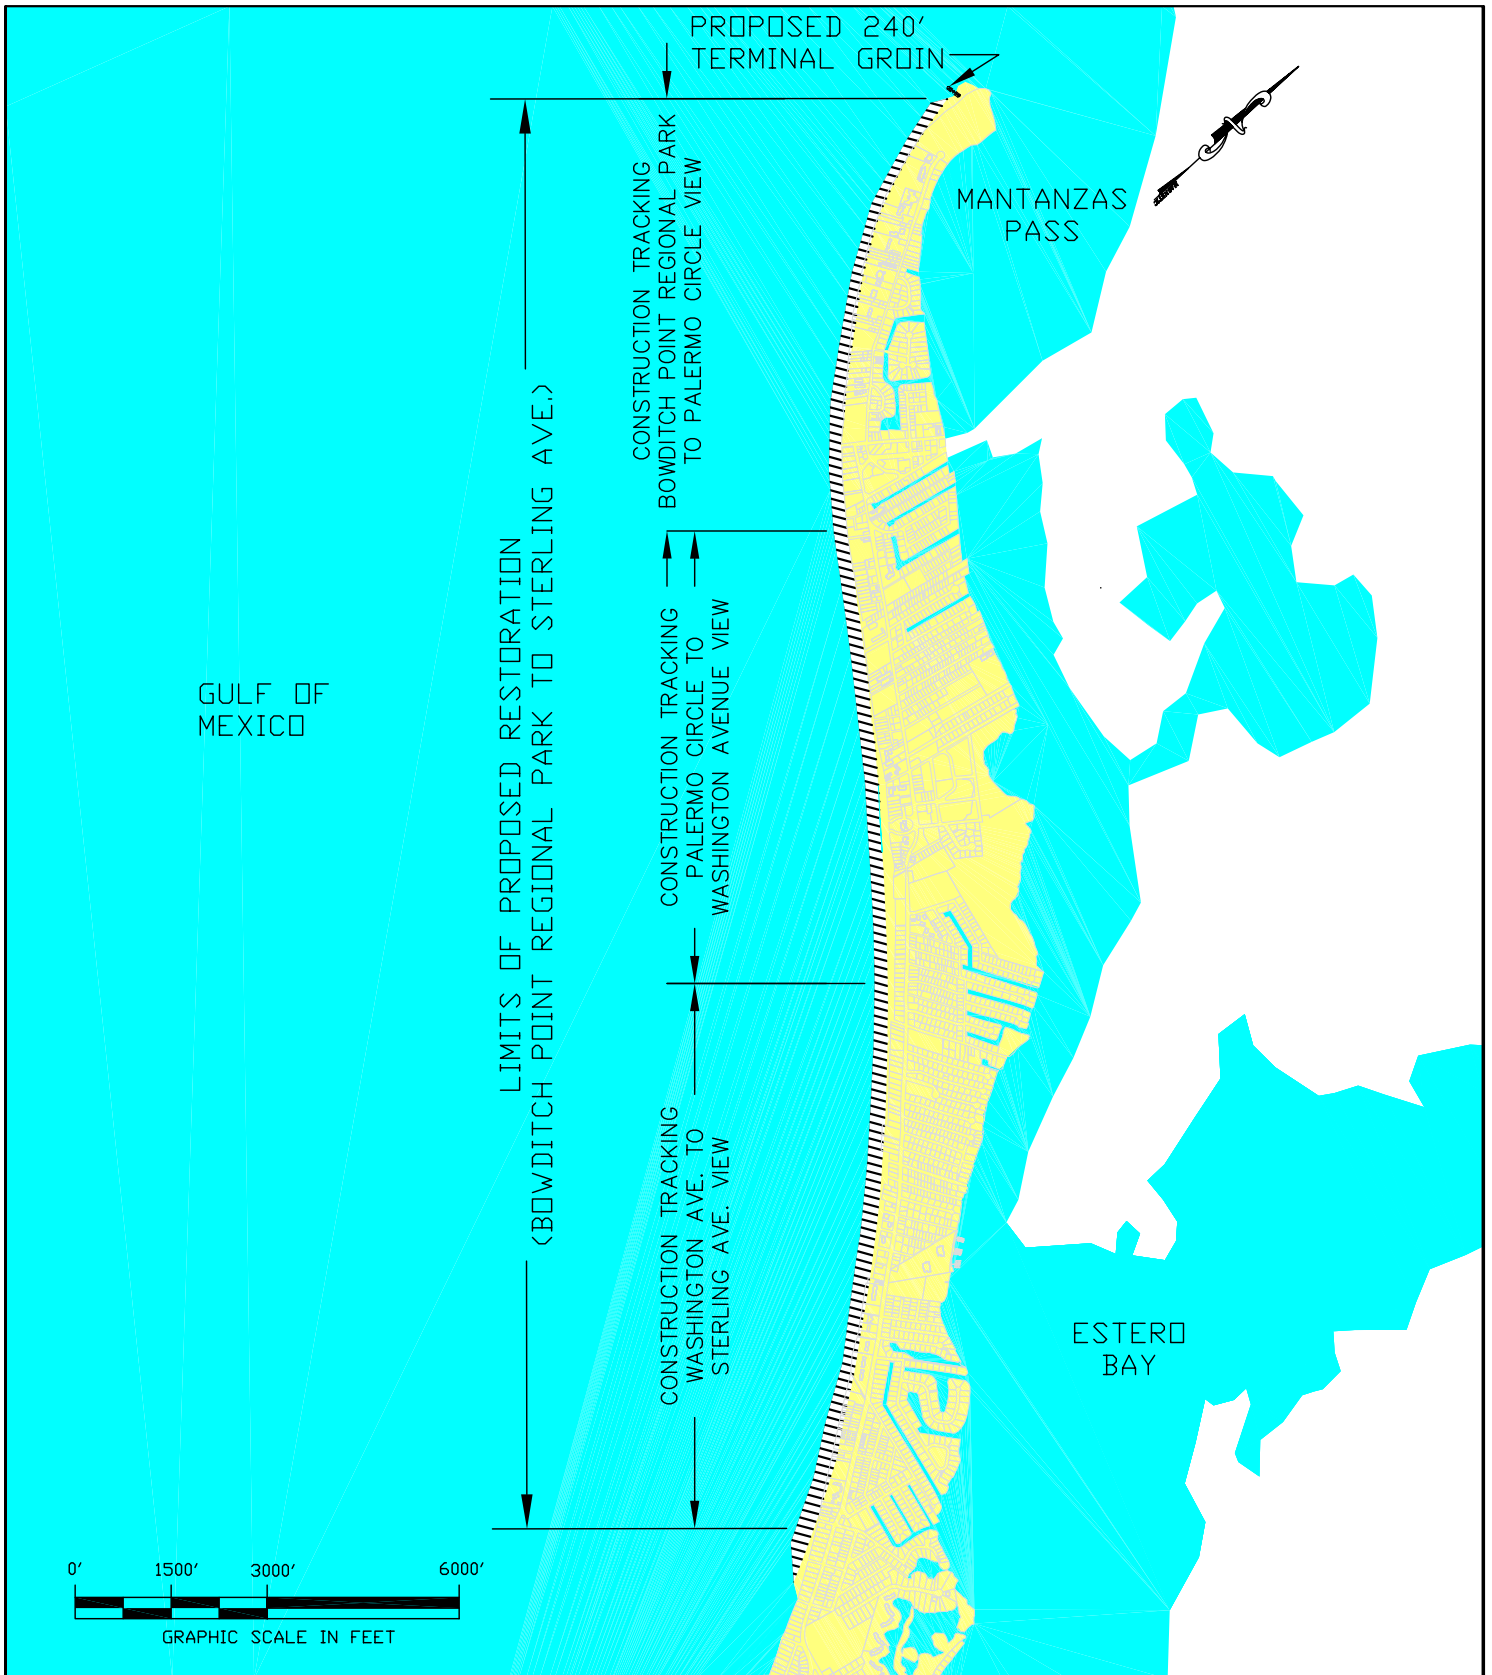 PROPOSED 240'
TERMINAL GROIN
MANTANZAS
PASS
CONSTRUCTION TRACKING
BOWDITCH POINT REGIONAL PARK
TO PALERMO CIRCLE VIEW
LIMITS OF PROPOSED RESTORATION
(BOWDITCH POINT REGIONAL PARK TO STERLING AVE.)
GULF OF
MEXICO
CONSTRUCTION TRACKING
PALERMO CIRCLE TO
WASHINGTON AVENUE VIEW
CONSTRUCTION TRACKING
WASHINGTON AVE. TO
STERLING AVE. VIEW
ESTERO
BAY
0' 1500' 3000' 6000'
GRAPHIC SCALE IN FEET